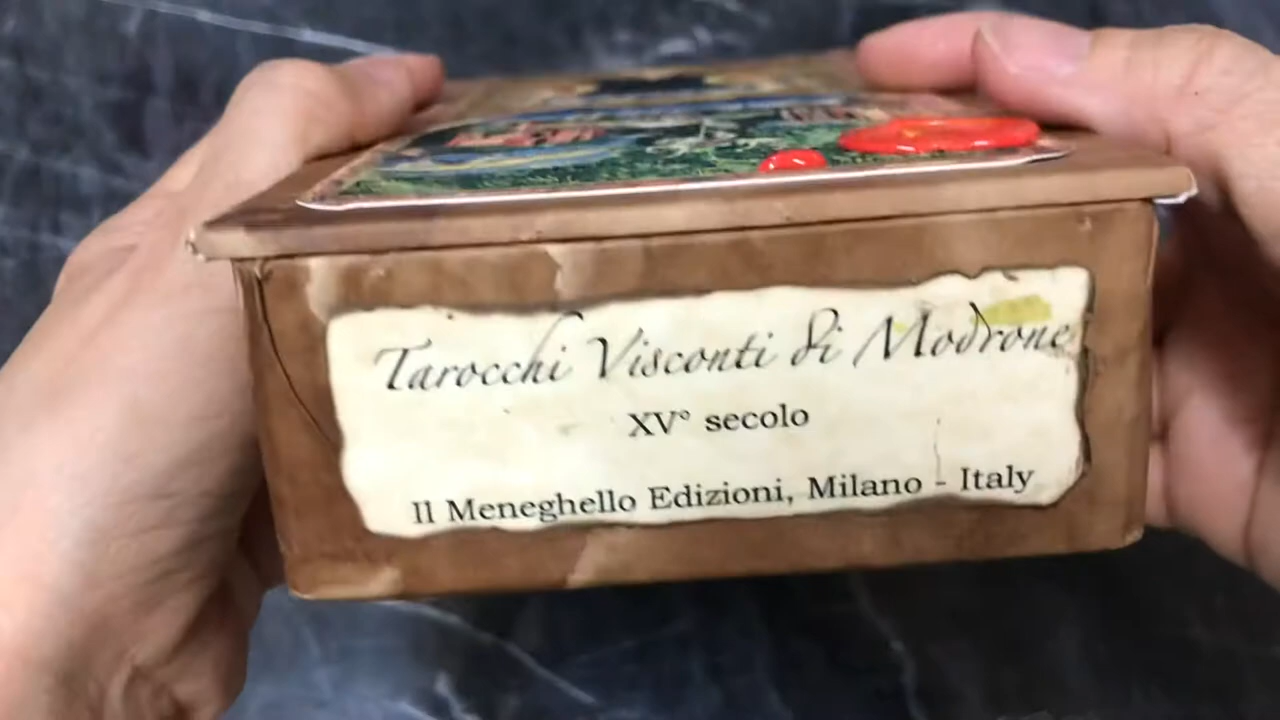 Tarocchi Visconti di Modrone
XV° secolo
Il Meneghello Edizioni, Milano - Italy